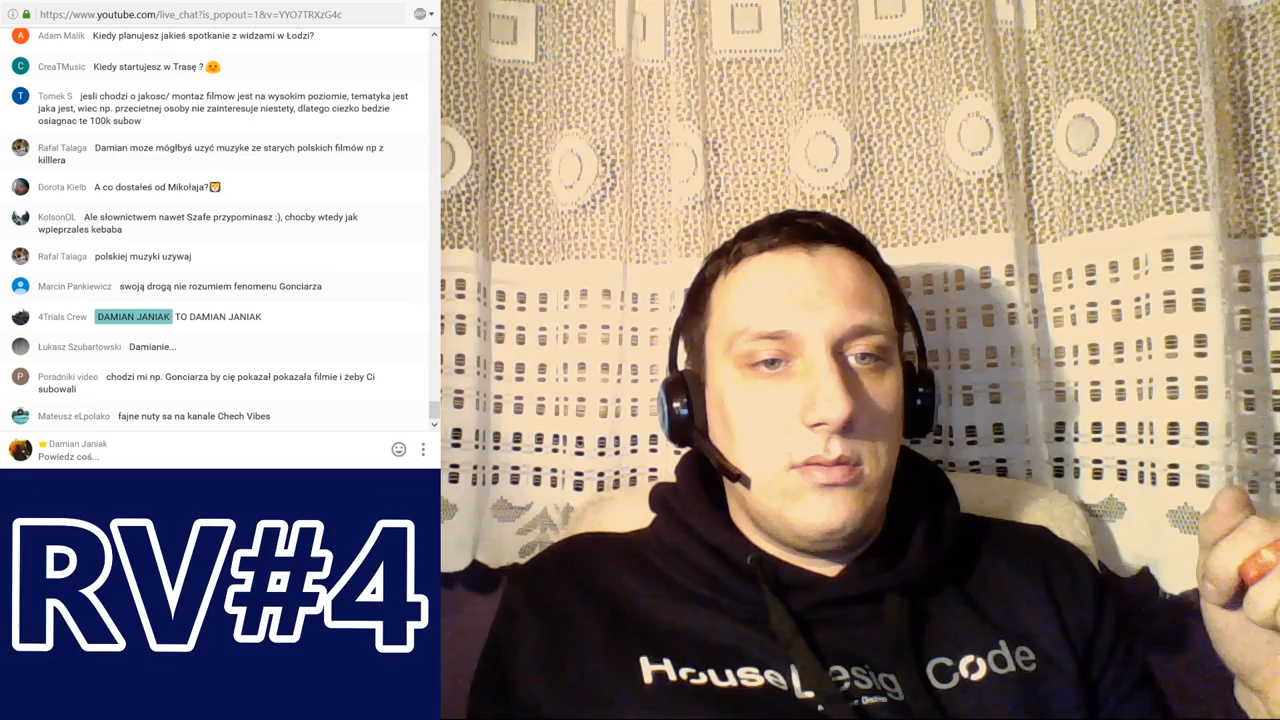 https://www.youtube.com/live_chat?is_popout=1&v=YYO7TRXzG4c
Adam Malik Kiedy planujesz jakieś spotkanie z widzami w Łodzi?
CreaTMusic Kiedy startujesz w Trasę ?
Tomek S jesli chodzi o jakosc/ montaz filmow jest na wysokim poziomie, tematyka jest
jaka jest, wiec np. przecietnej osoby nie zainteresuje niestety, dlatego ciezko bedzie
osiagnac te 100k subow
Rafal Talaga Damian moze mógłbyś uzyć muzyke ze starych polskich filmów np z
killlera
Dorota Kielb A co dostałeś od Mikołaja?
KolsonOL Ale słownictwem nawet Szafe przypominasz :), chocby wtedy jak
wpieprzales kebaba
Rafal Talaga polskiej muzyki uzywaj
Marcin Pankiewicz swoją drogą nie rozumiem fenomenu Gonciarza
4Trials Crew DAMIAN JANIAK TO DAMIAN JANIAK
Łukasz Szubartowski Damianie...
Poradniki video chodzi mi np. Gonciarza by cię pokazał pokazała filmie i żeby Ci
subowali
Mateusz eLpolako fajne nuty sa na kanale Chech Vibes
Damian Janiak
Powiedz coś...
RV#4
Code